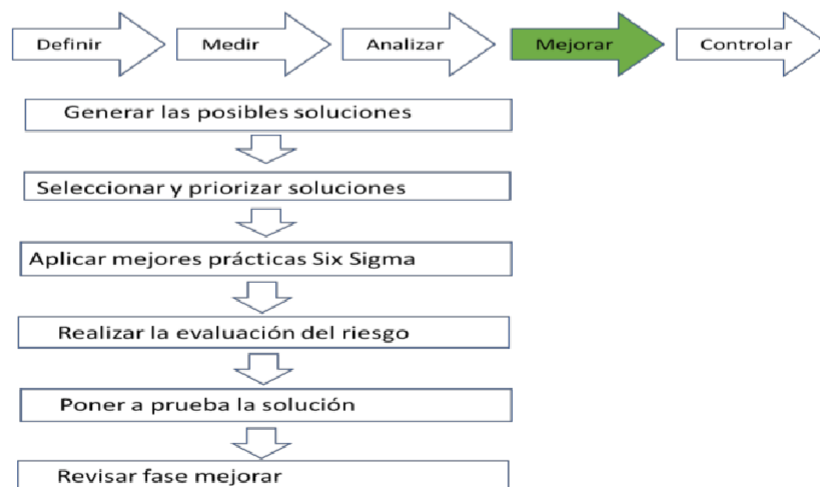 Definir
Medir
Analizar
Mejorar
Controlar
Generar las posibles soluciones
Seleccionar y priorizar soluciones
Aplicar mejores prácticas Six Sigma
Realizar la evaluación del riesgo
Poner a prueba la solución
Revisar fase mejorar